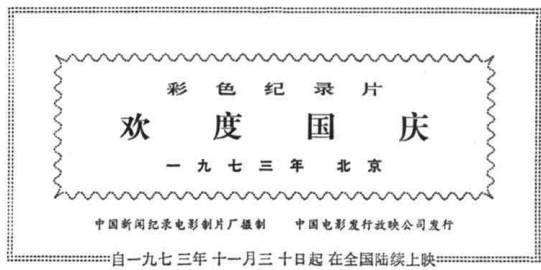 彩色纪录片
欢度国庆
一九七三年 北京
中国新闻纪录电影制片厂摄制 中国电影发行放映公司发行
自一九七三年十一月三十日起在全国陆续上映